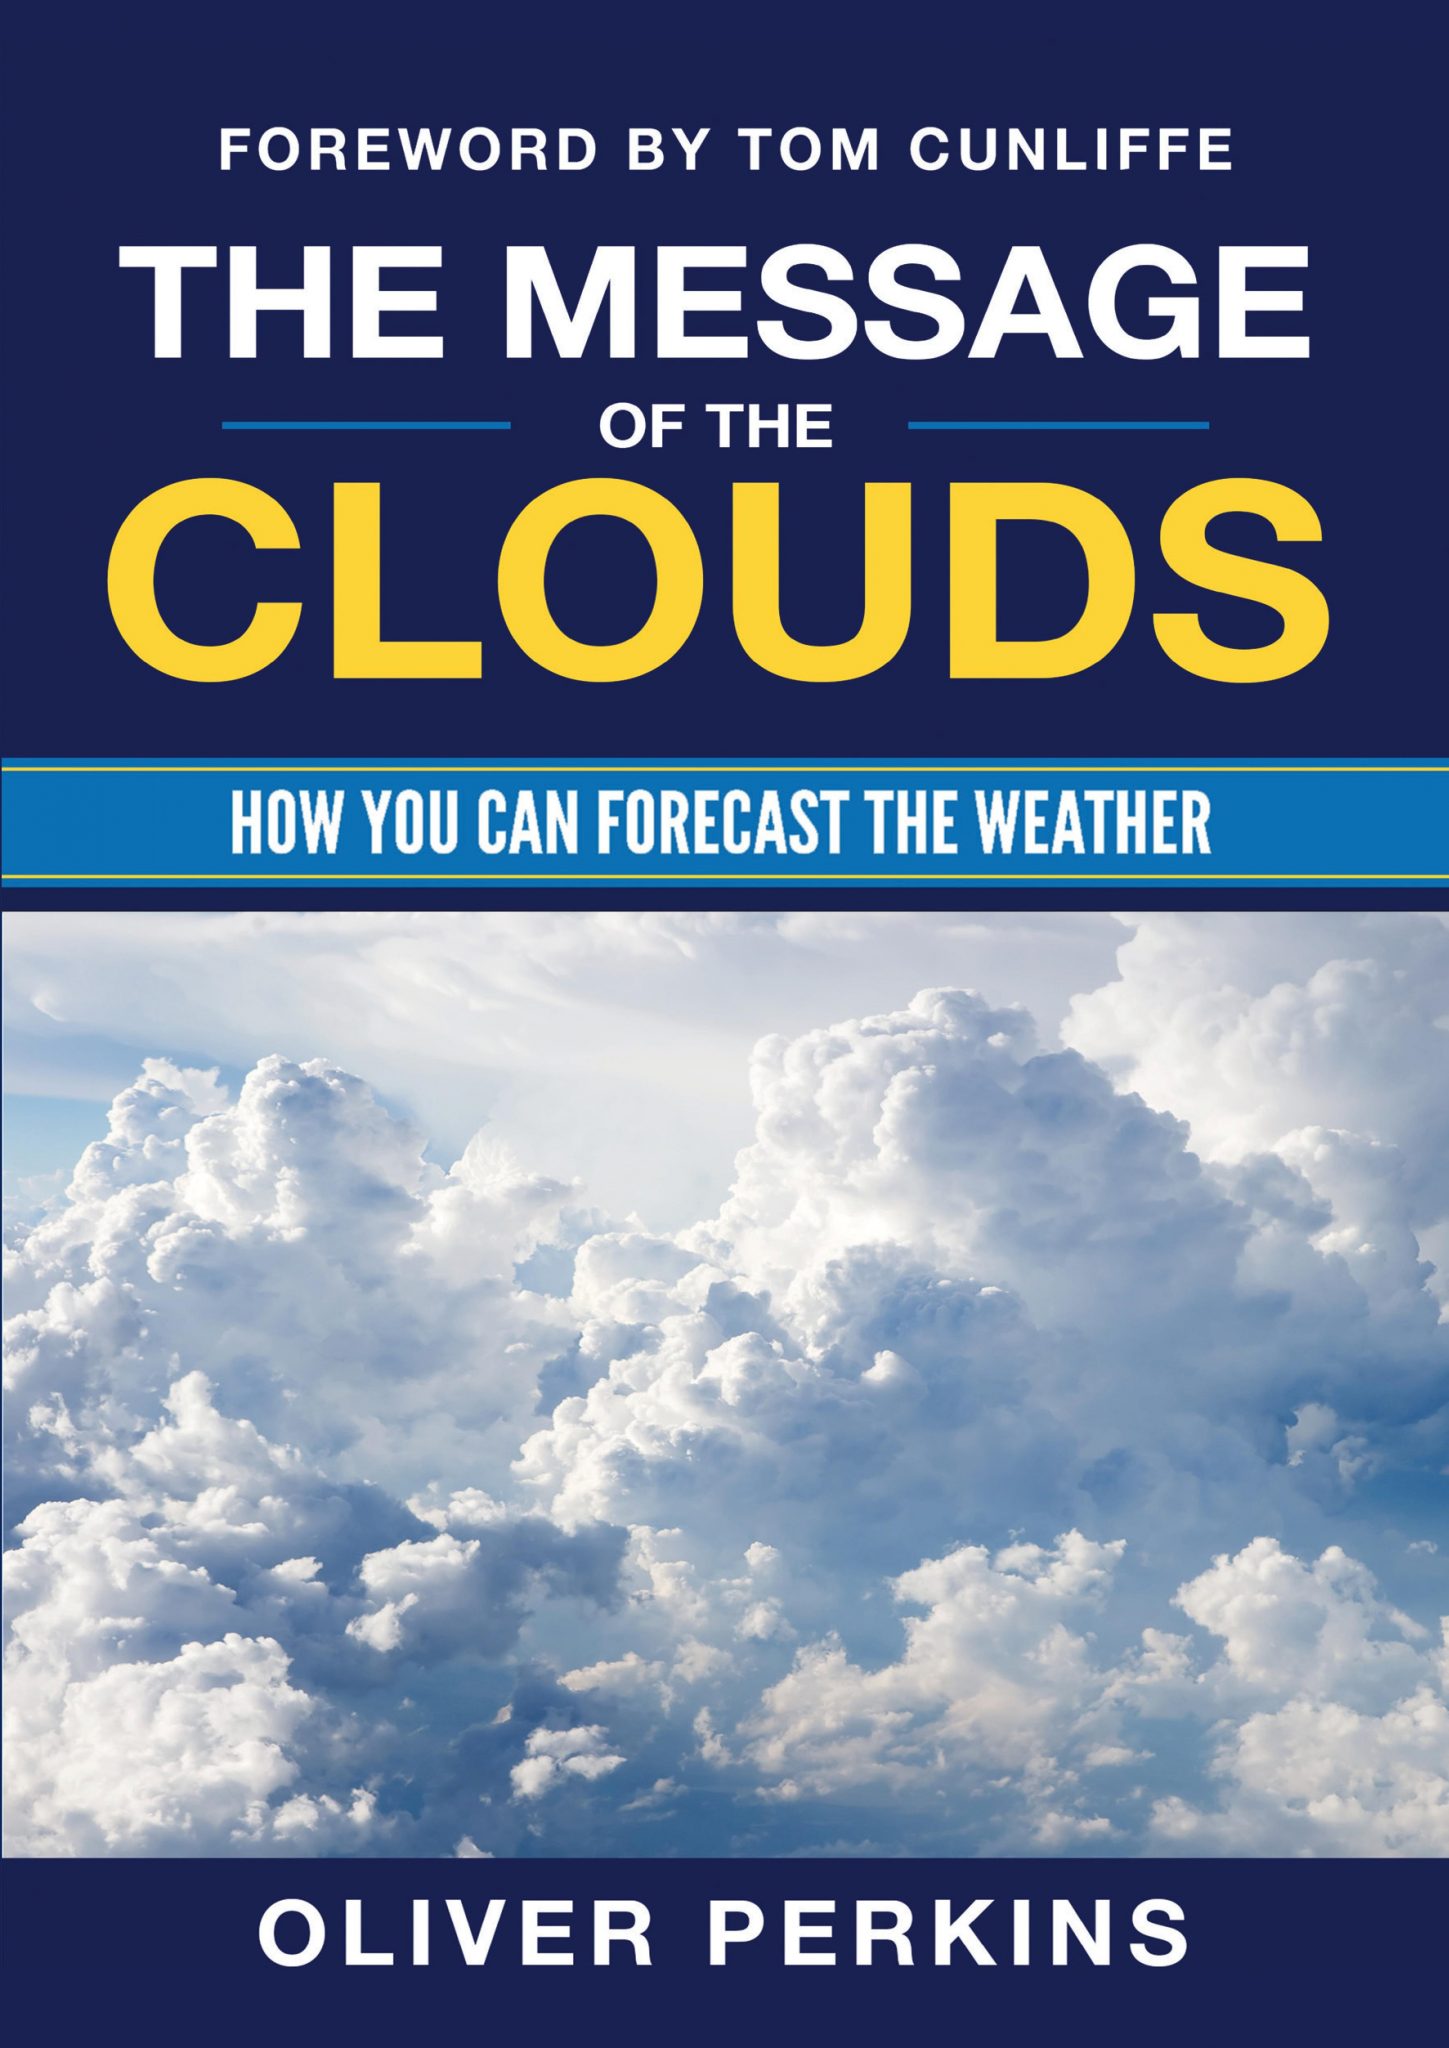 FOREWORD BY TOM CUNLIFFE
THE MESSAGE
OF THE
CLOUDS
HOW YOU CAN FORECAST THE WEATHER
OLIVER PERKINS